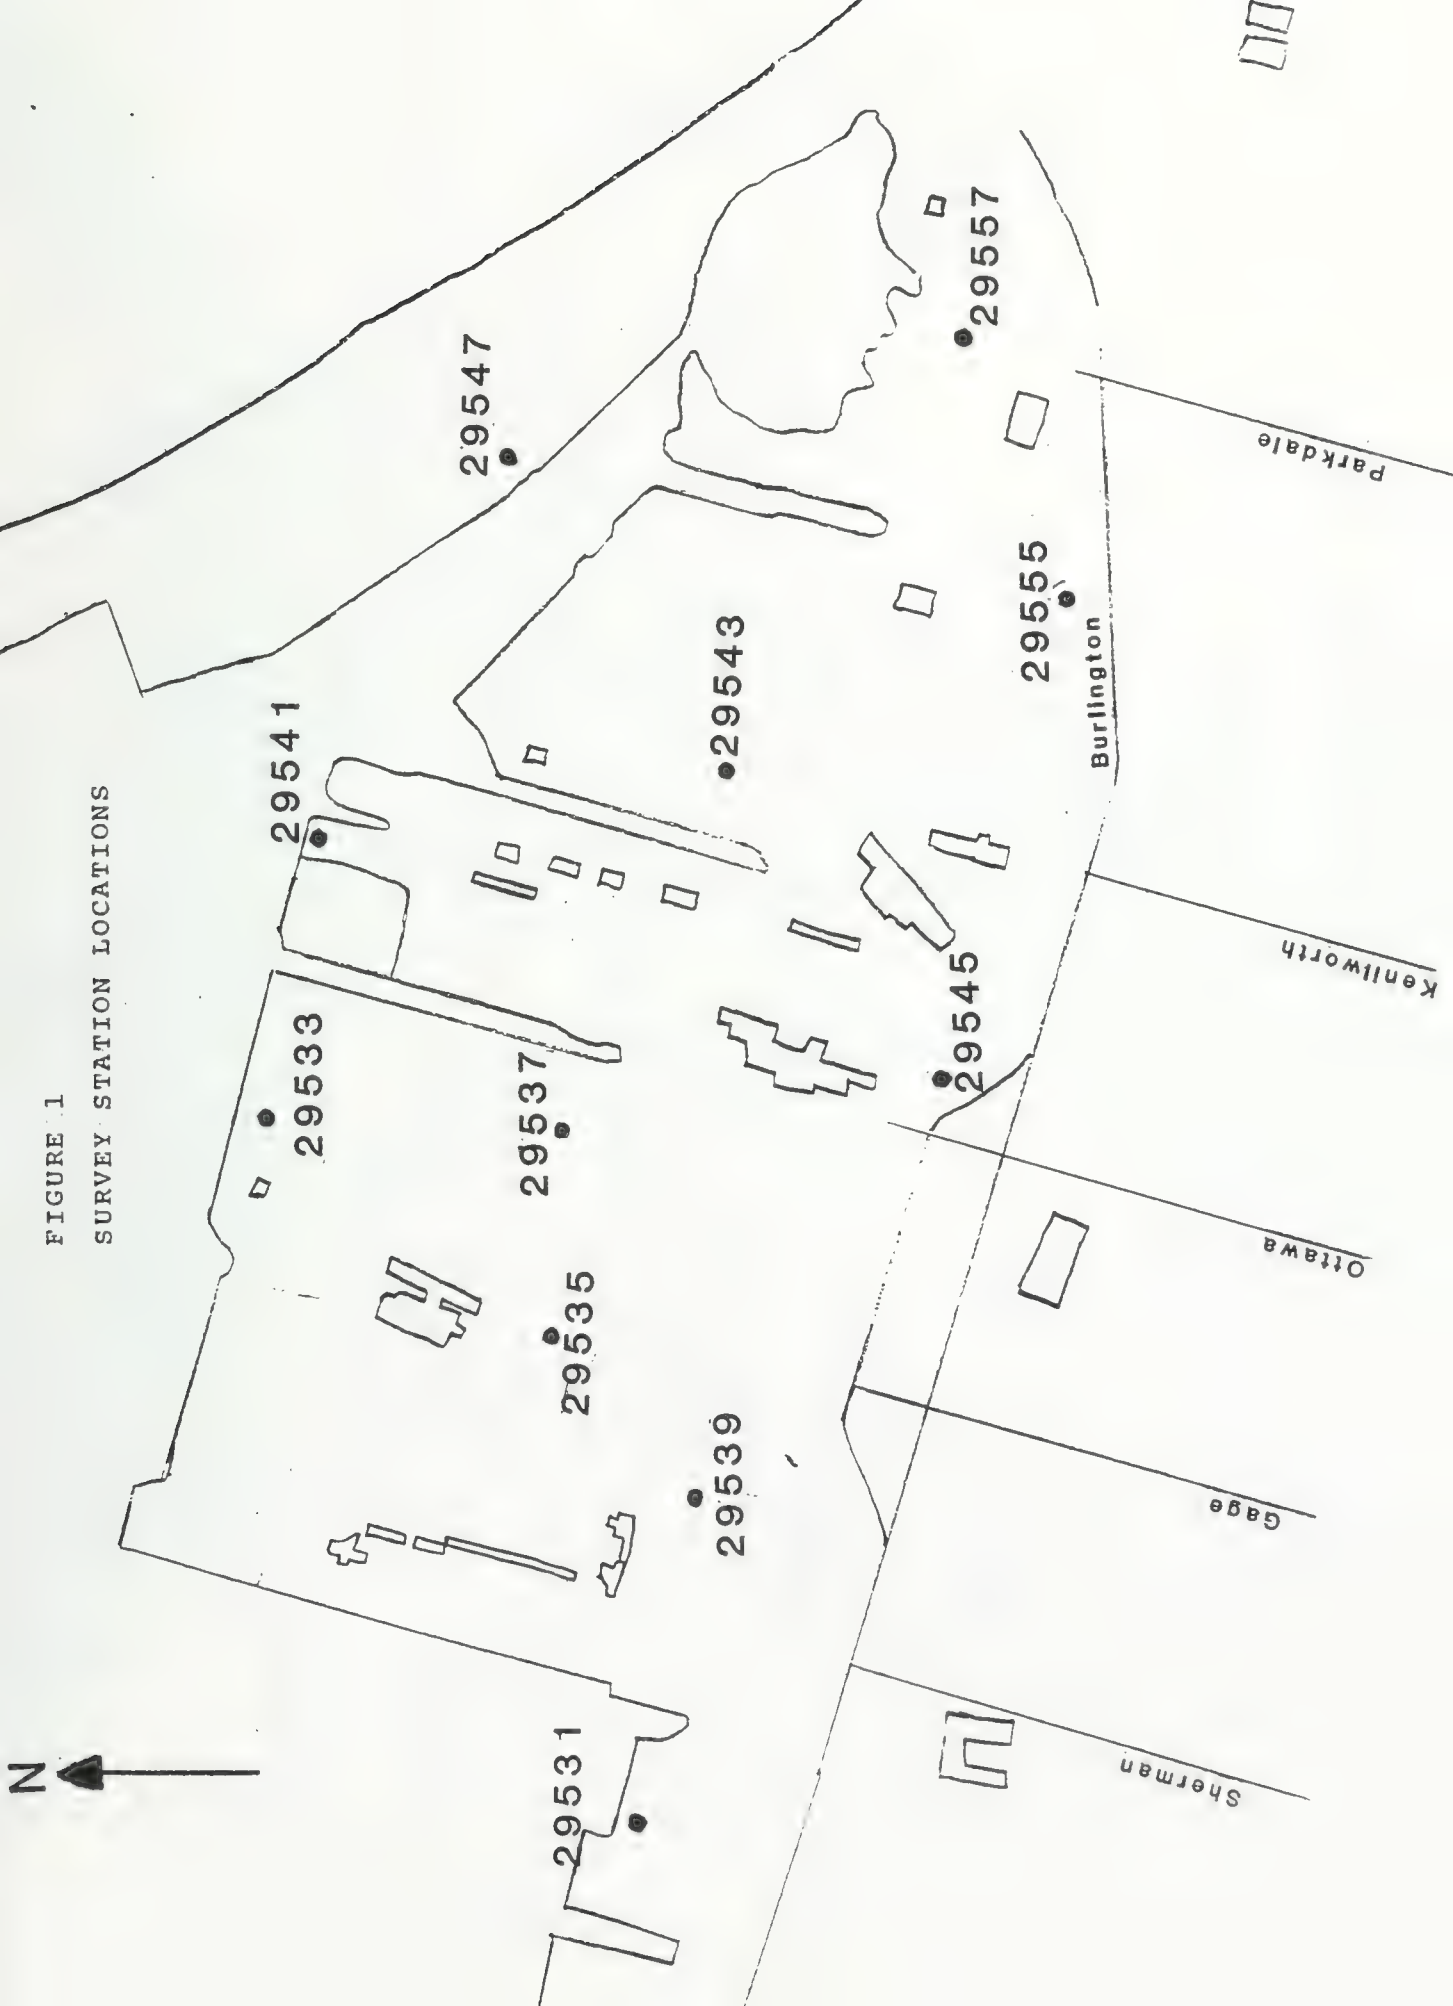 FIGURE 1
SURVEY STATION LOCATIONS
N
29531
29533
29541
29547
29537
29535
29539
29543
29545
29555
29557
Burlington
Sherman
Gage
Ottawa
Kenilworth
Parkdale